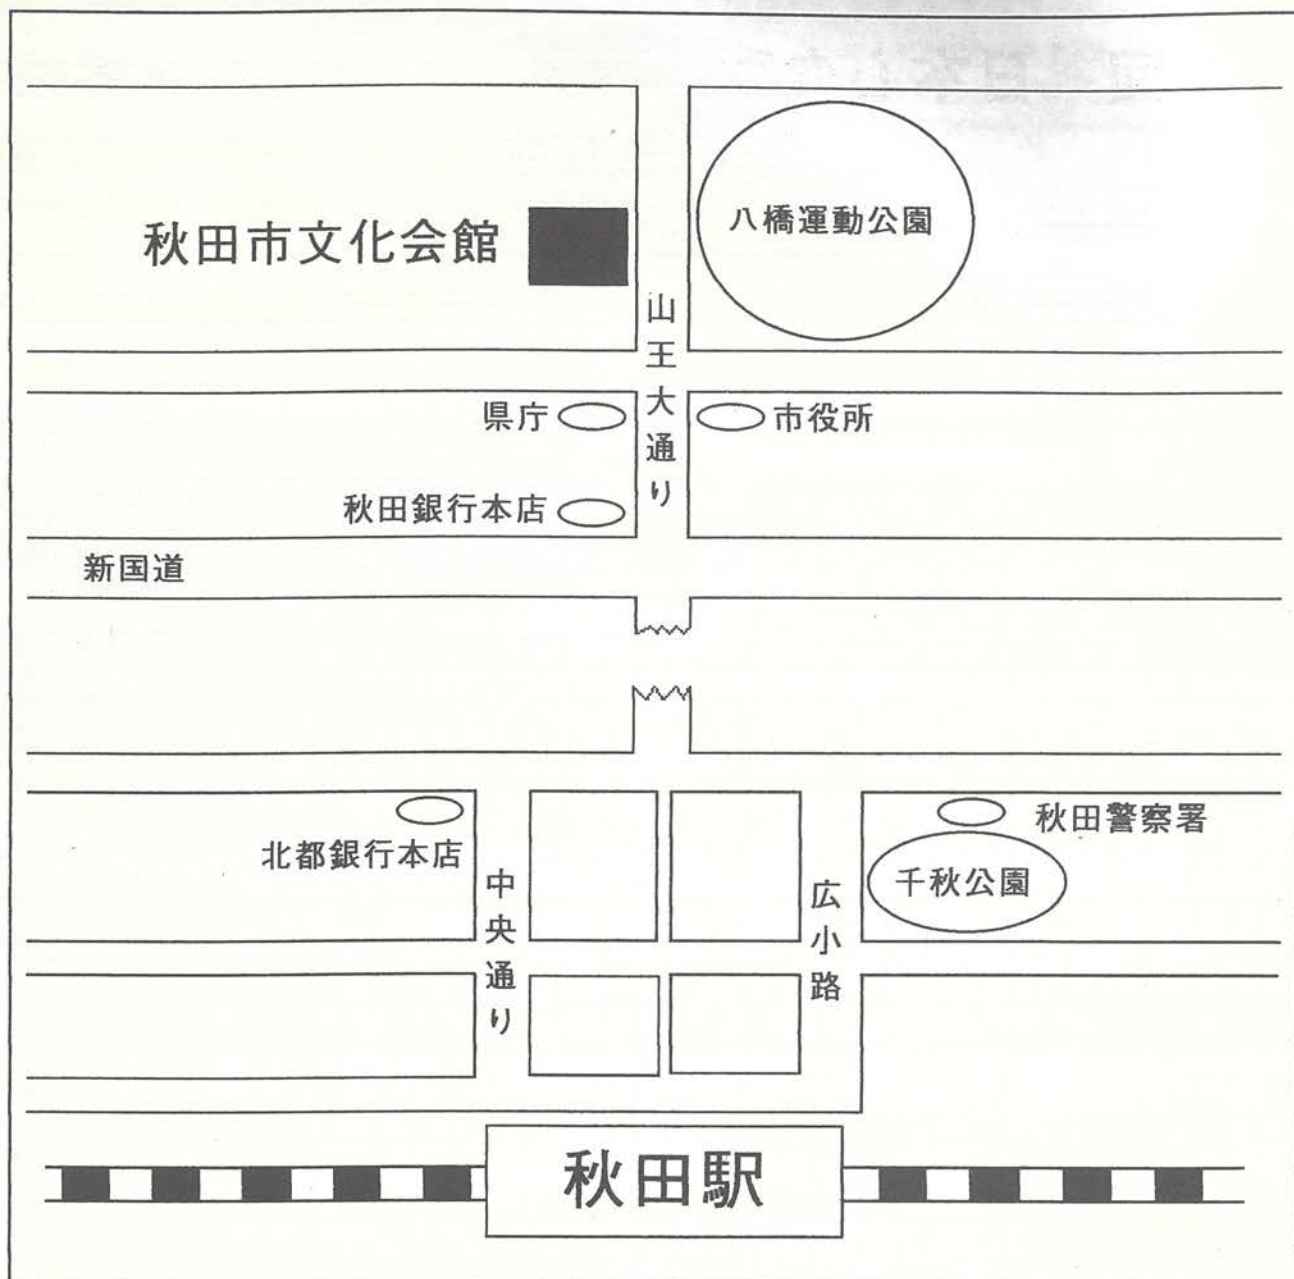 秋田市文化会館
八橋運動公園
山王大通り
県庁
市役所
秋田銀行本店
新国道
北都銀行本店
秋田警察署
千秋公園
中央通り
広小路
秋田駅